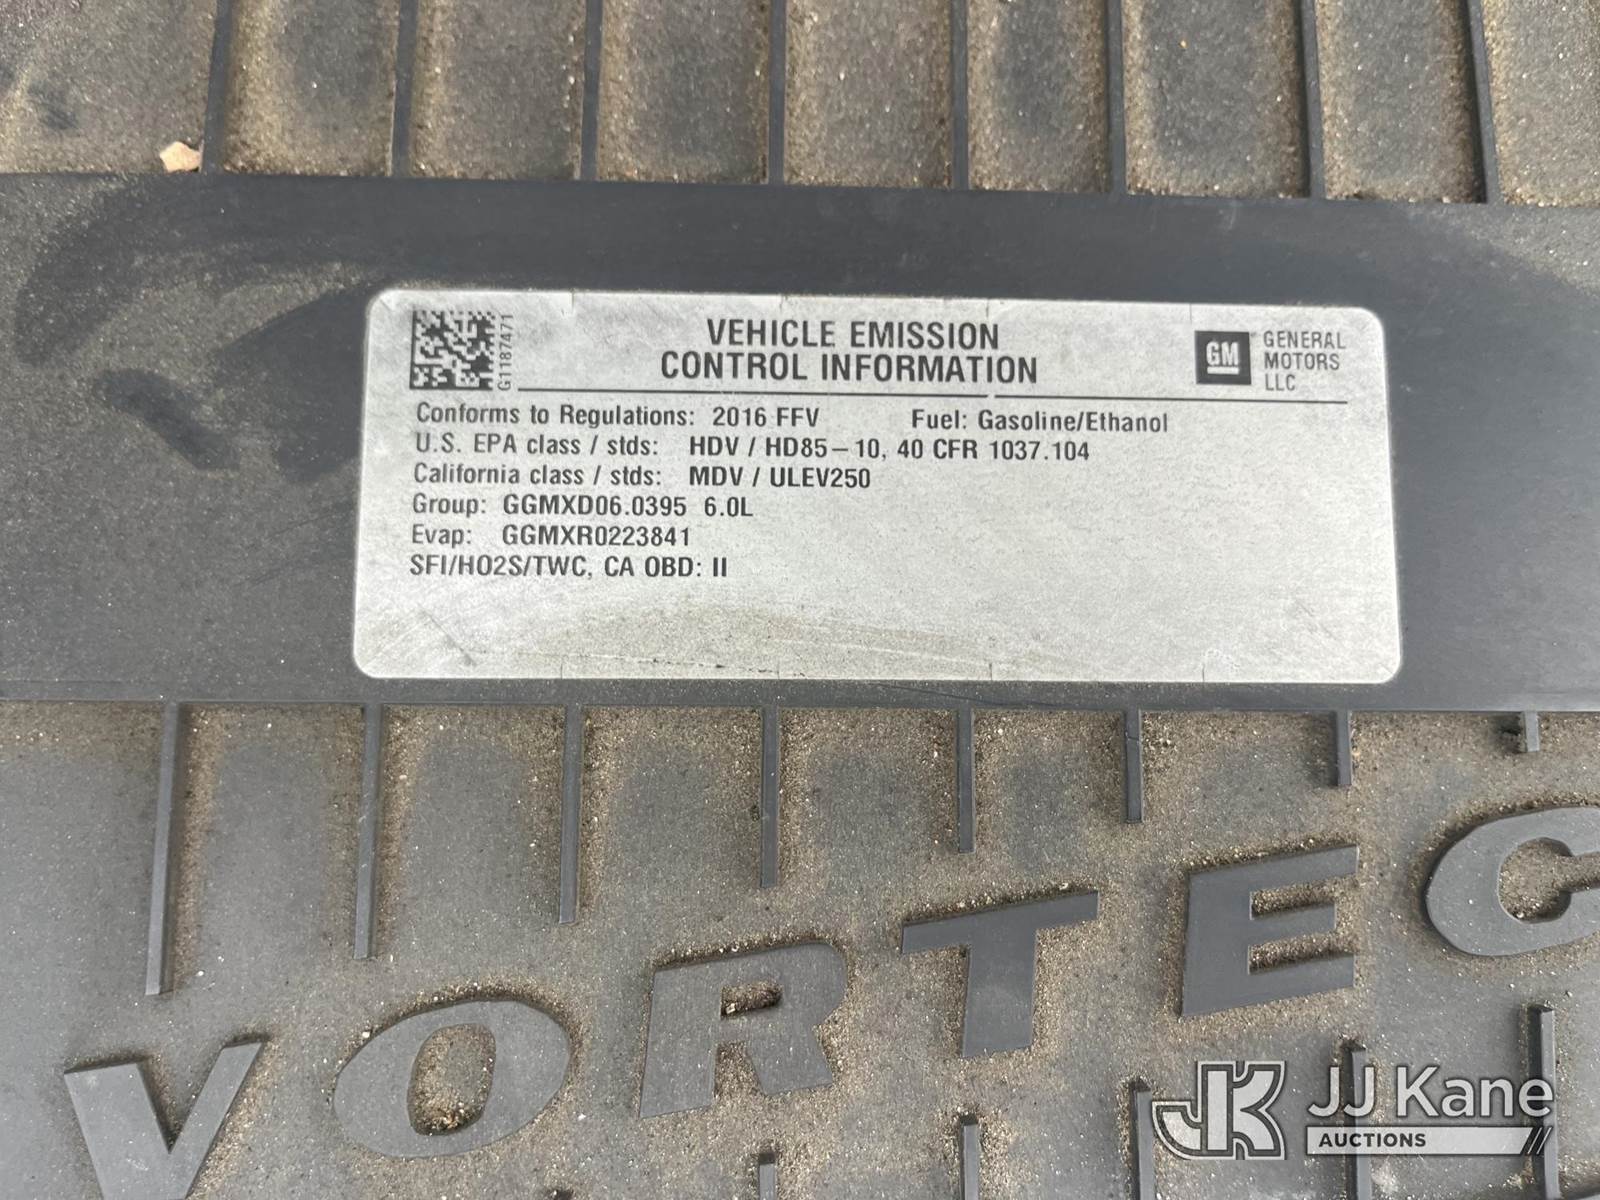 G1187471
VEHICLE EMISSION
CONTROL INFORMATION
GM
GENERAL
MOTORS
LLC
Conforms to Regulations: 2016 FFV Fuel: Gasoline/Ethanol
U.S. EPA class / stds: HDV / HD85-10, 40 CFR 1037.104
California class / stds: MDV / ULEV250
Group: GGMXD06.0395 6.0L
Evap: GGMXR0223841
SFI/HO2S/TWC, CA OBD: II
VORTEC
JK JJ Kane
AUCTIONS